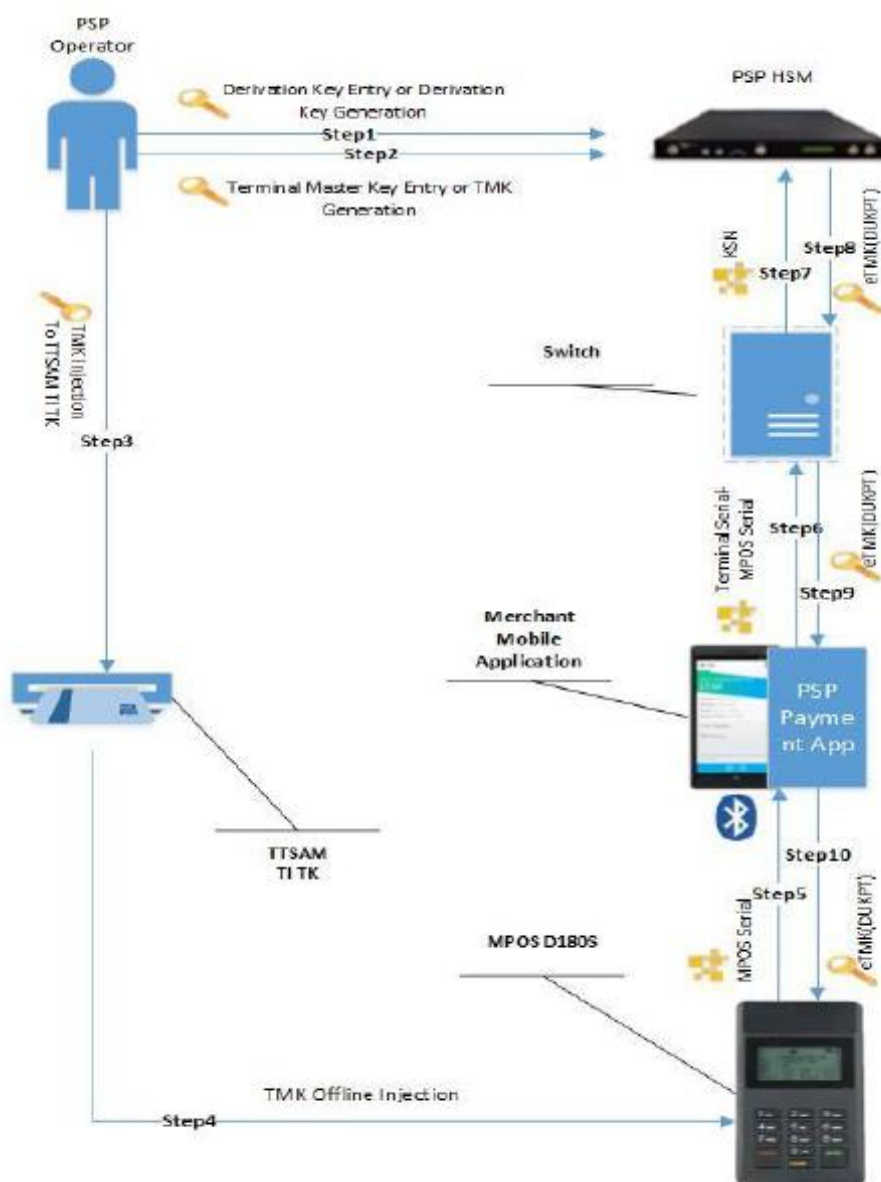 PSP
Operator
Derivation Key Entry or Derivation
Key Generation
Step1
Step2
Terminal Master Key Entry or TMK
Generation
PSP HSM
KSN
Step7
Step8
eTMK(DUKPT)
TMK Injection
To TTSAM TI TK
Step3
Switch
Terminal Serial-
MPOS Serial
Step6
eTMK(DUKPT)
Step9
Merchant
Mobile
Application
PSP
Payme
nt App
TTSAM
TI TK
Step10
Step5
MPOS Serial
eTMK(DUKPT)
MPOS D180S
TMK Offline Injection
Step4